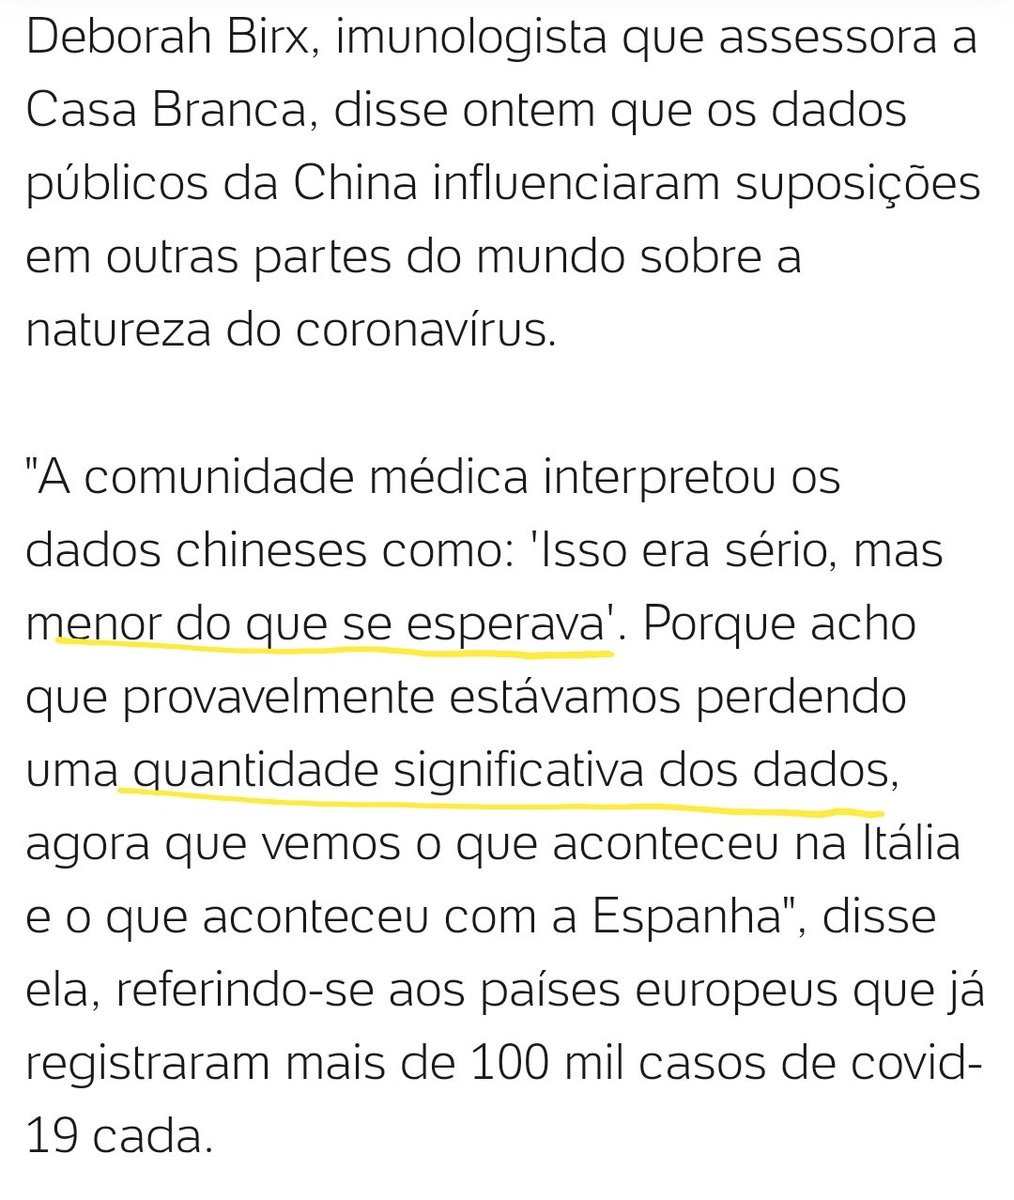 Deborah Birx, imunologista que assessora a
Casa Branca, disse ontem que os dados
públicos da China influenciaram suposições
em outras partes do mundo sobre a
natureza do coronavírus.
"A comunidade médica interpretou os
dados chineses como: 'Isso era sério, mas
menor do que se esperava'. Porque acho
que provavelmente estávamos perdendo
uma quantidade significativa dos dados,
agora que vemos o que aconteceu na Itália
e o que aconteceu com a Espanha", disse
ela, referindo-se aos países europeus que já
registraram mais de 100 mil casos de covid-
19 cada.